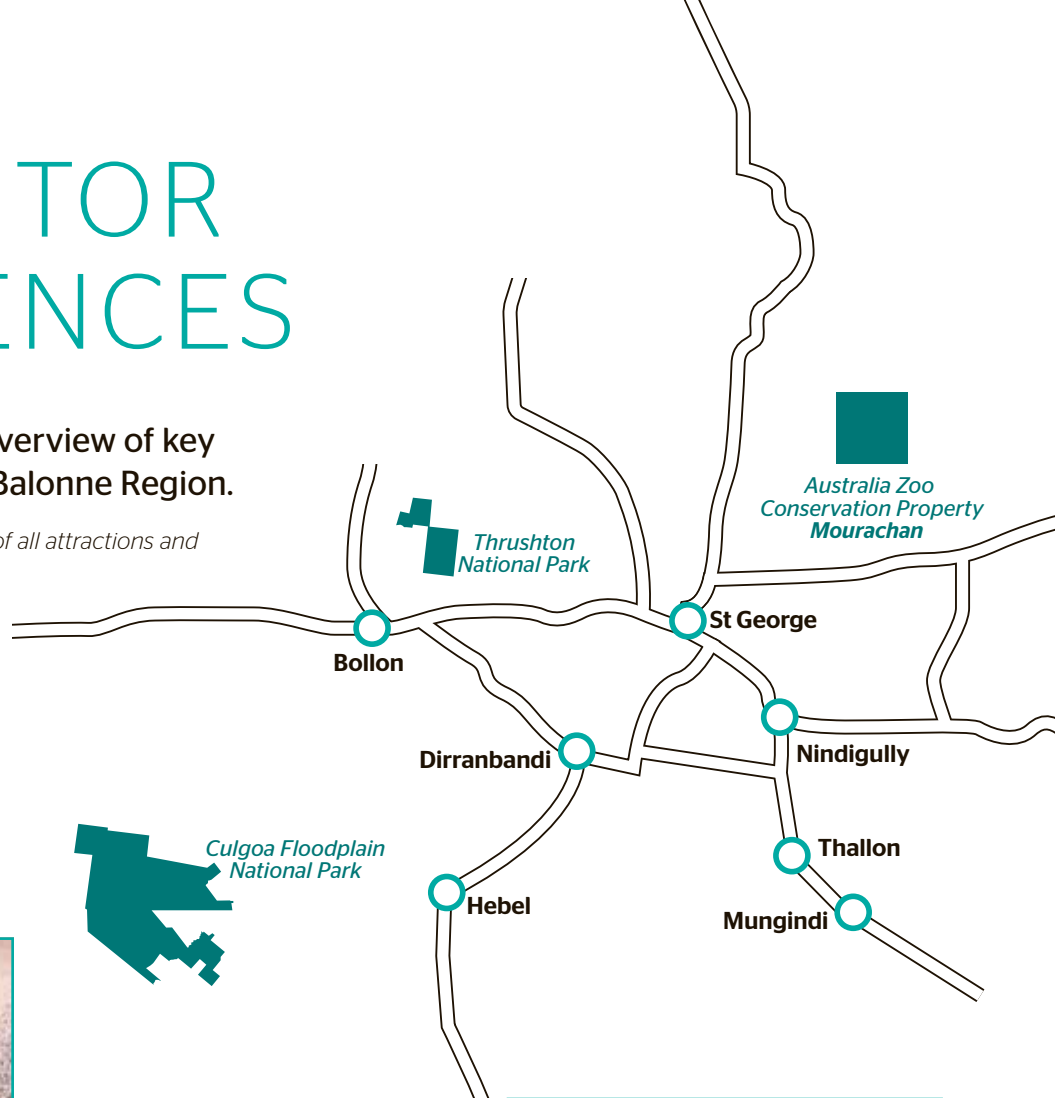 TOR
ENCES
verview of key
Balonne Region.
of all attractions and
Australia Zoo
Conservation Property
Mourachan
Thrushton
National Park
St George
Bollon
Nindigully
Dirranbandi
Culgoa Floodplain
National Park
Thallon
Hebel
Mungindi